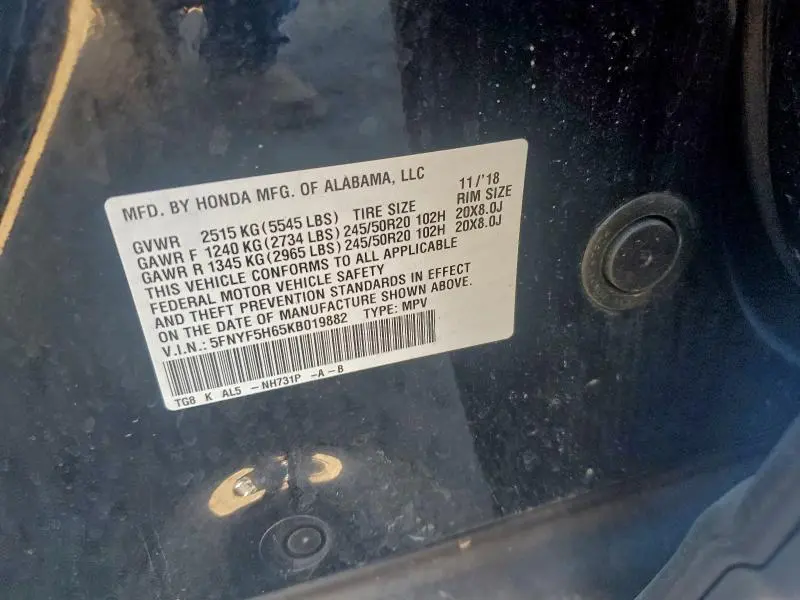 MFD. BY HONDA MFG. OF ALABAMA, LLC 11/'18
GVWR 2515 KG(5545 LBS) TIRE SIZE RIM SIZE
GAWR F 1240 KG(2734 LBS) 245/50R20 102H 20X8.0J
GAWR R 1345 KG(2965 LBS) 245/50R20 102H 20X8.0J
THIS VEHICLE CONFORMS TO ALL APPLICABLE
FEDERAL MOTOR VEHICLE SAFETY
AND THEFT PREVENTION STANDARDS IN EFFECT
ON THE DATE OF MANUFACTURE SHOWN ABOVE.
V.I.N.: 5FNYF5H65KB019882 TYPE: MPV
TG8 K AL5 -NH731P -A-B